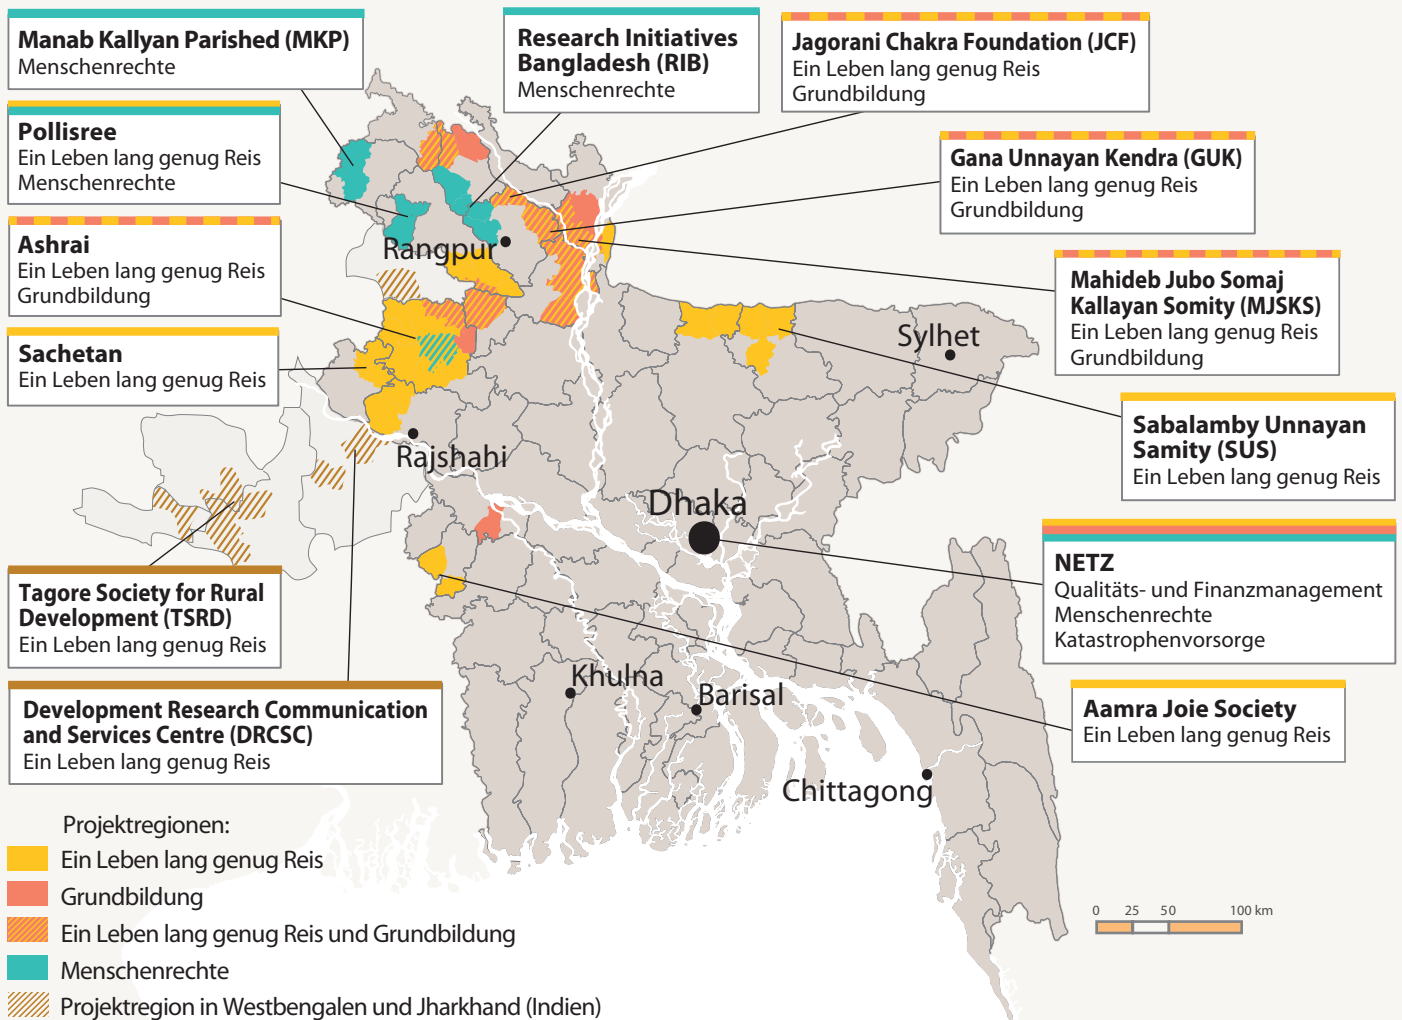 Manab Kallyan Parished (MKP)
Menschenrechte
Research Initiatives
Bangladesh (RIB)
Menschenrechte
Jagorani Chakra Foundation (JCF)
Ein Leben lang genug Reis
Grundbildung
Pollisree
Ein Leben lang genug Reis
Menschenrechte
Gana Unnayan Kendra (GUK)
Ein Leben lang genug Reis
Grundbildung
Ashrai
Ein Leben lang genug Reis
Grundbildung
Mahideb Jubo Somaj
Kallayan Somity (MJSKS)
Ein Leben lang genug Reis
Grundbildung
Sachetan
Ein Leben lang genug Reis
Sabalamby Unnayan
Samity (SUS)
Ein Leben lang genug Reis
NETZ
Qualitäts- und Finanzmanagement
Menschenrechte
Katastrophenvorsorge
Tagore Society for Rural
Development (TSRD)
Ein Leben lang genug Reis
Development Research Communication
and Services Centre (DRCSC)
Ein Leben lang genug Reis
Aamra Joie Society
Ein Leben lang genug Reis
Rangpur
Sylhet
Rajshahi
Dhaka
Khulna
Barisal
Chittagong
Projektregionen:
Ein Leben lang genug Reis
Grundbildung
Ein Leben lang genug Reis und Grundbildung
Menschenrechte
Projektregion in Westbengalen und Jharkhand (Indien)
0 25 50 100 km